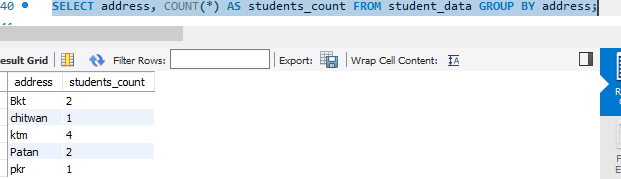 40 SELECT address, COUNT(*) AS students_count FROM student_data GROUP BY address;
Result Grid Filter Rows: Export: Wrap Cell Content:
address students_count
Bkt 2
chitwan 1
ktm 4
Patan 2
pkr 1